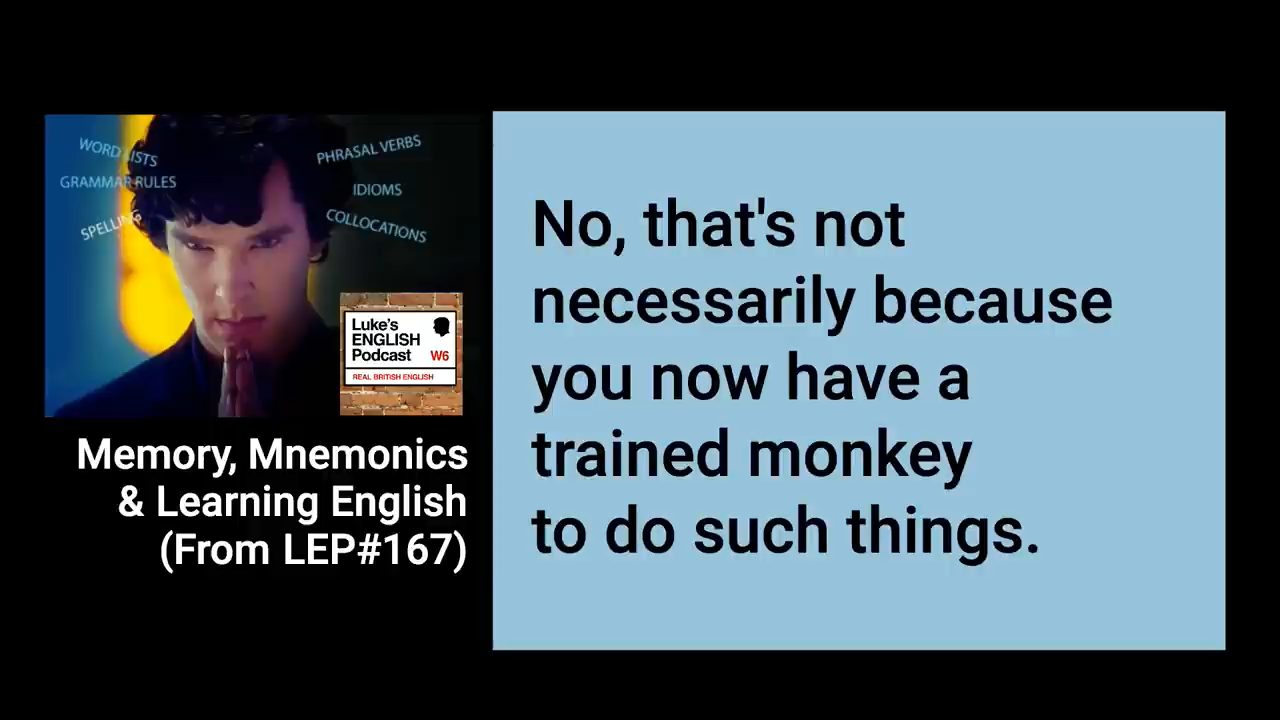 WORD LISTS
GRAMMAR RULES
SPELLING
PHRASAL VERBS
IDIOMS
COLLOCATIONS
Luke's
ENGLISH
Podcast W6
REAL BRITISH ENGLISH
Memory, Mnemonics
& Learning English
(From LEP#167)
No, that's not
necessarily because
you now have a
trained monkey
to do such things.